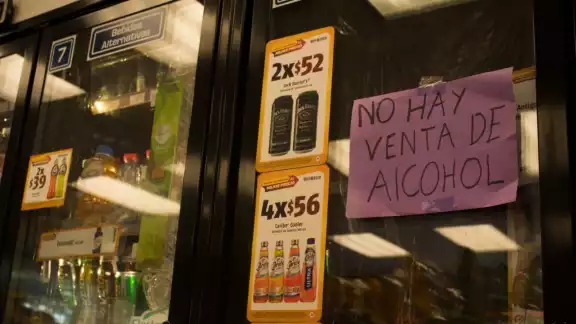 7
Bebidas
Alternativas
2x$52
4x$56
2x
$39
NO HAY
VENTA DE
ALCOHOL